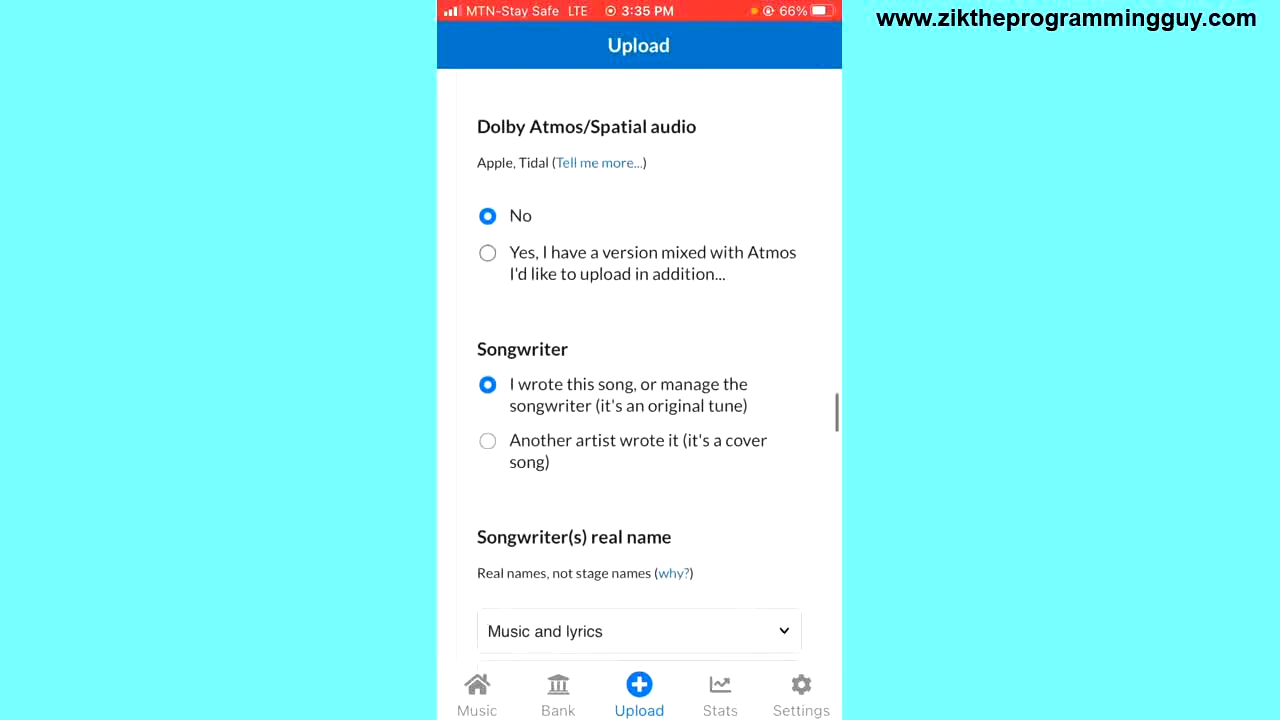 MTN-Stay Safe LTE 3:35 PM 66%
www.ziktheprogrammingguy.com
Upload
Dolby Atmos/Spatial audio
Apple, Tidal (Tell me more...)
No
Yes, I have a version mixed with Atmos
I'd like to upload in addition...
Songwriter
I wrote this song, or manage the
songwriter (it's an original tune)
Another artist wrote it (it's a cover
song)
Songwriter(s) real name
Real names, not stage names (why?)
Music and lyrics
Music Bank Upload Stats Settings